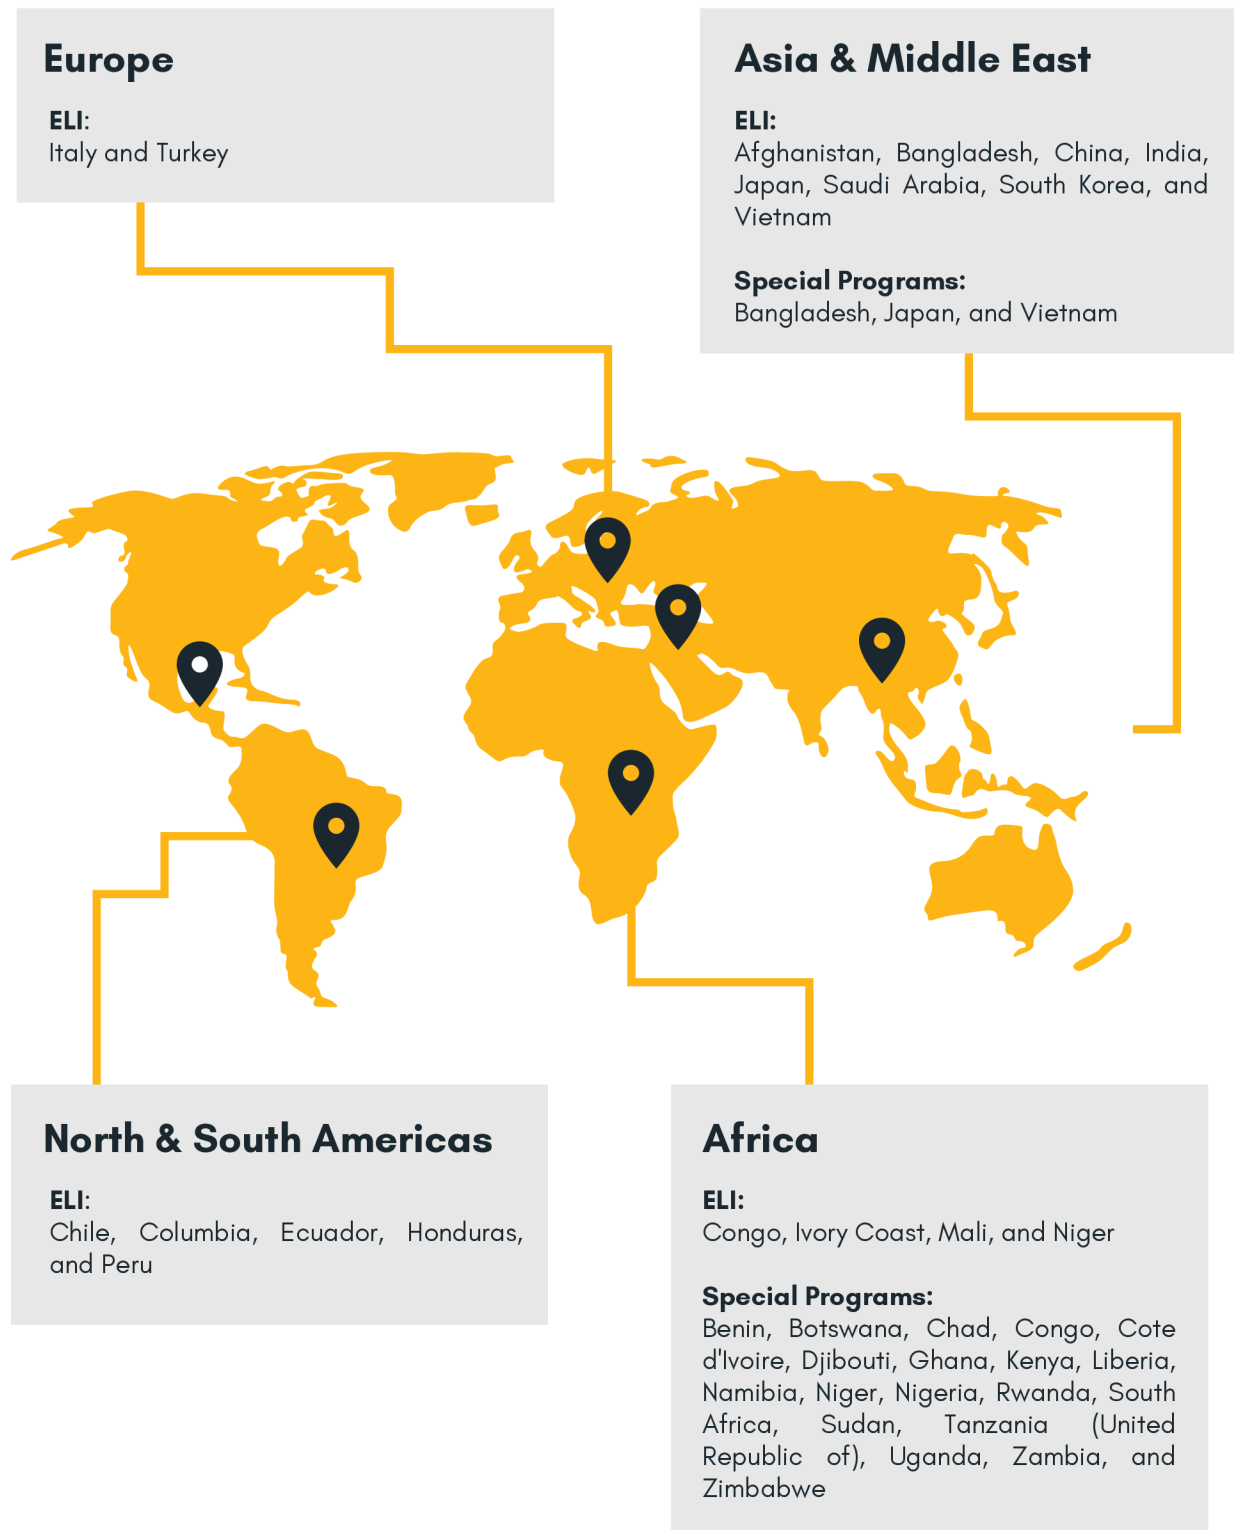 Europe
ELI:
Italy and Turkey
Asia & Middle East
ELI:
Afghanistan, Bangladesh, China, India,
Japan, Saudi Arabia, South Korea, and
Vietnam
Special Programs:
Bangladesh, Japan, and Vietnam
North & South Americas
ELI:
Chile, Columbia, Ecuador, Honduras,
and Peru
Africa
ELI:
Congo, Ivory Coast, Mali, and Niger
Special Programs:
Benin, Botswana, Chad, Congo, Cote
d'Ivoire, Djibouti, Ghana, Kenya, Liberia,
Namibia, Niger, Nigeria, Rwanda, South
Africa, Sudan, Tanzania (United
Republic of), Uganda, Zambia, and
Zimbabwe